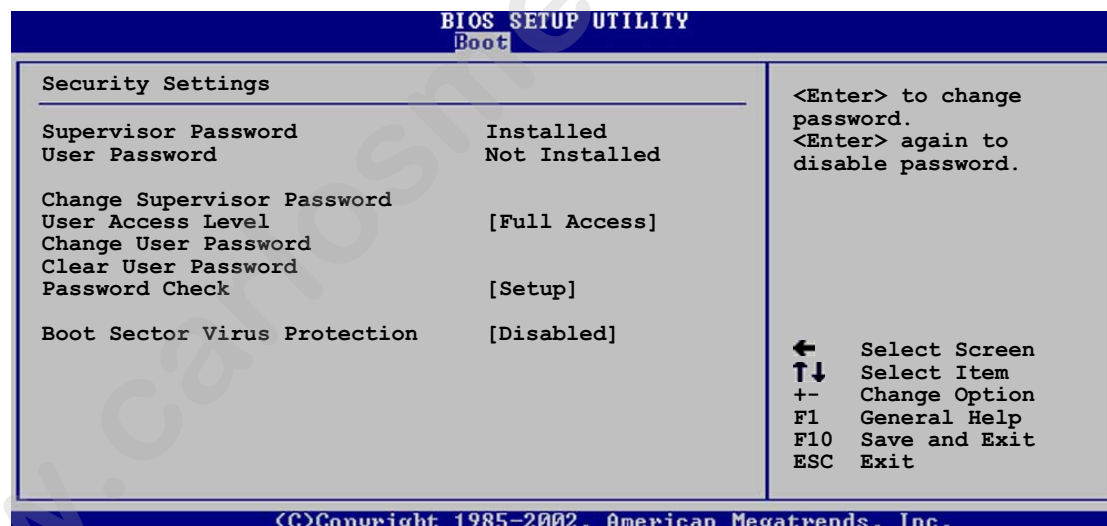 BIOS SETUP UTILITY
Boot
Security Settings
Supervisor Password Installed
User Password Not Installed
Change Supervisor Password
User Access Level [Full Access]
Change User Password
Clear User Password
Password Check [Setup]
Boot Sector Virus Protection [Disabled]
<Enter> to change
password.
<Enter> again to
disable password.
← Select Screen
↑↓ Select Item
+- Change Option
F1 General Help
F10 Save and Exit
ESC Exit
(C)Copyright 1985-2002, American Megatrends, Inc.
w.carlosme